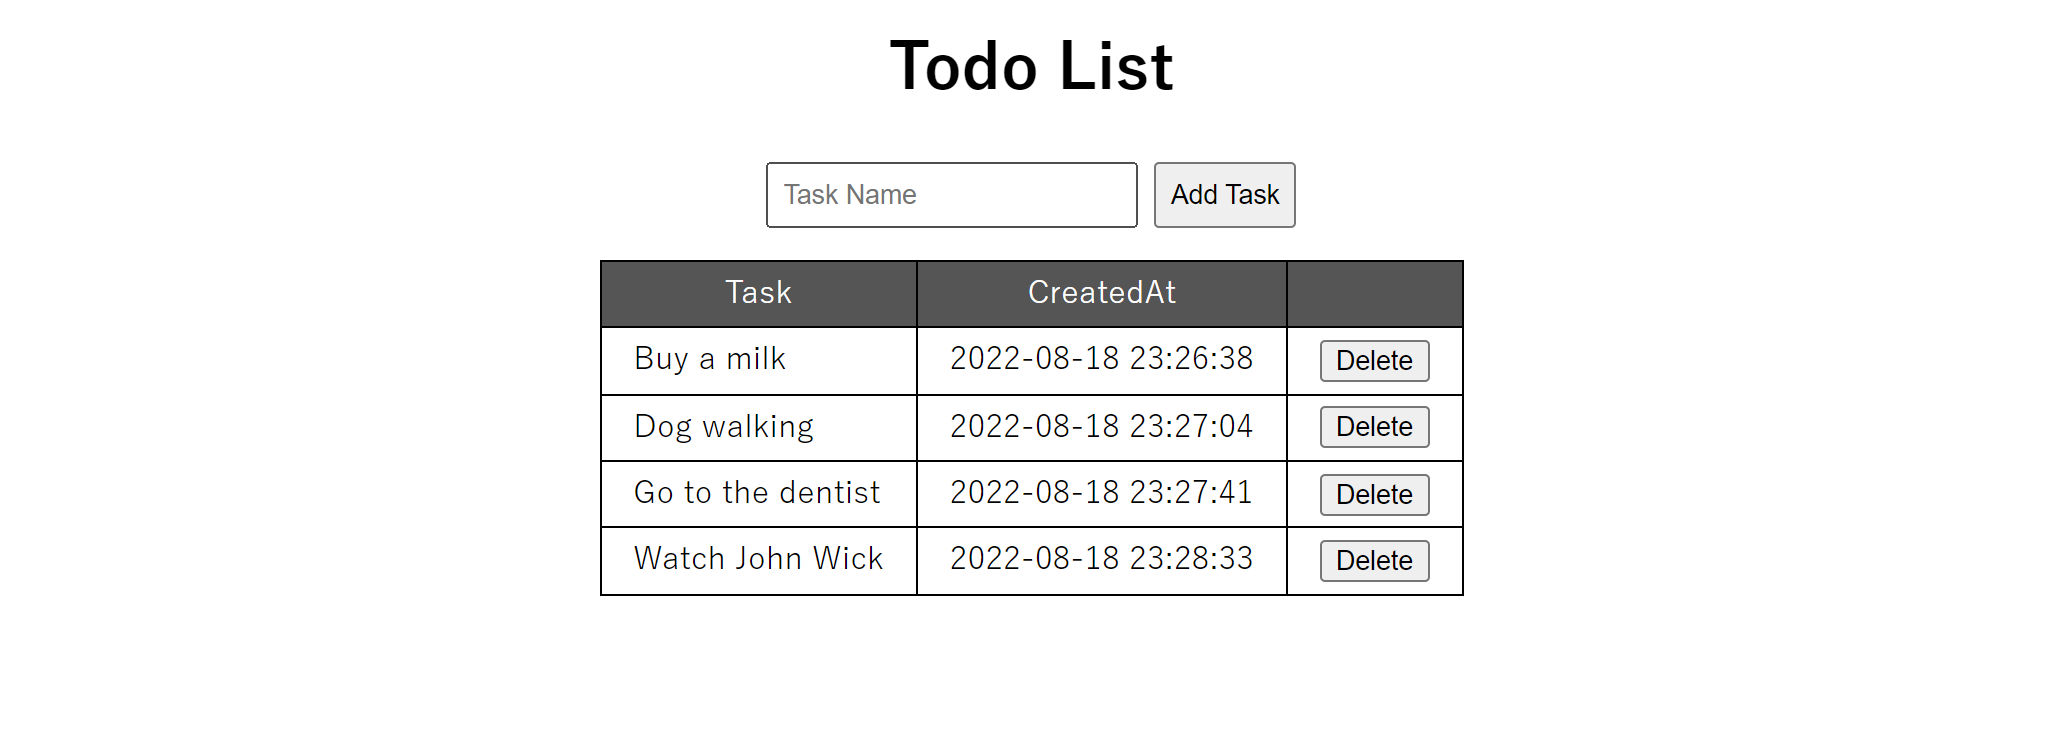 Todo List
Task Name Add Task
Task CreatedAt
Buy a milk 2022-08-18 23:26:38 Delete
Dog walking 2022-08-18 23:27:04 Delete
Go to the dentist 2022-08-18 23:27:41 Delete
Watch John Wick 2022-08-18 23:28:33 Delete